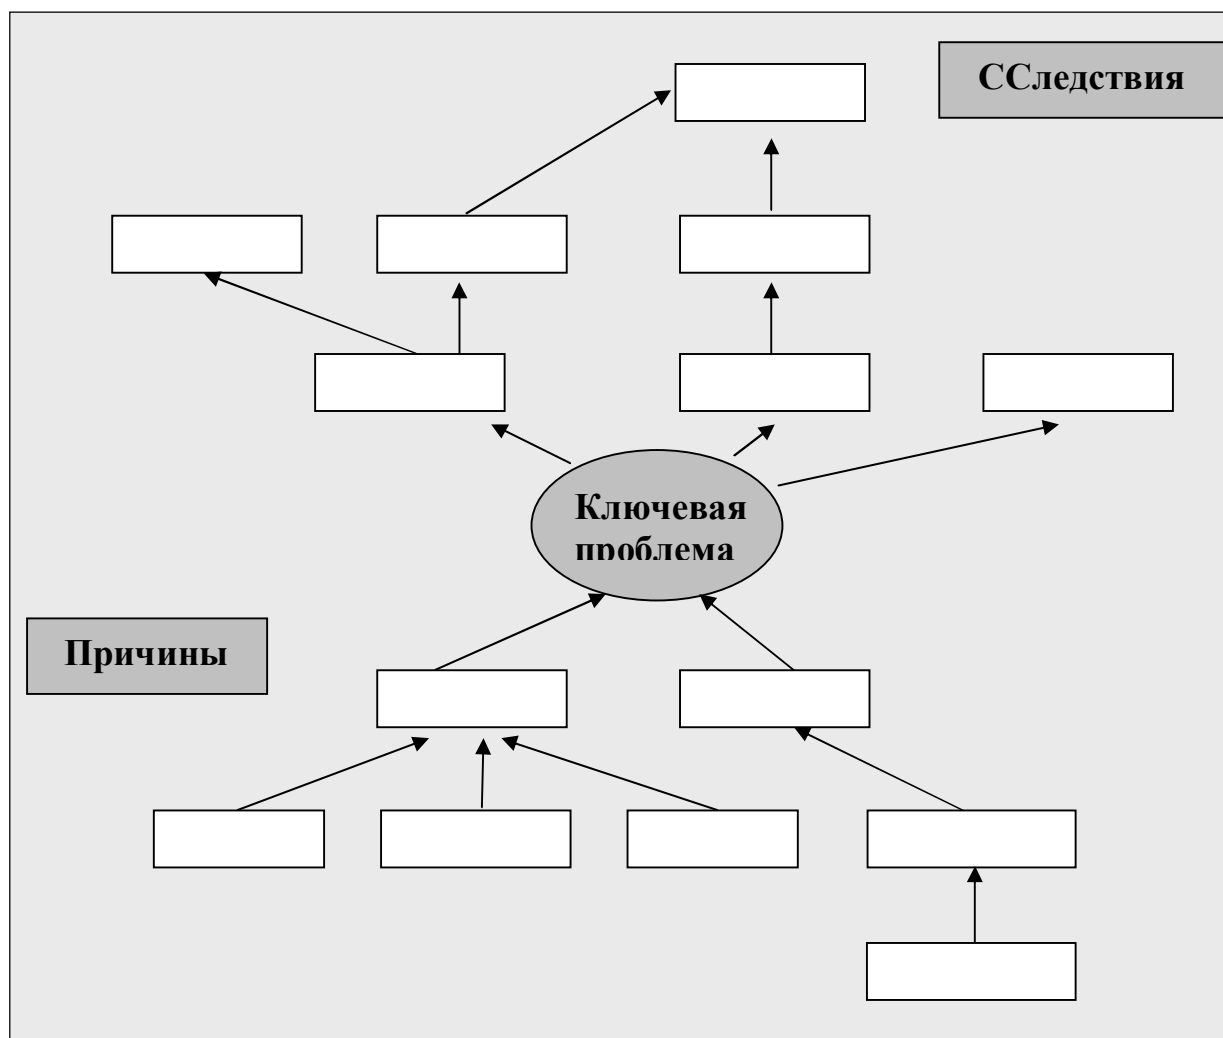 ССледствия
Ключевая
проблема
Причины